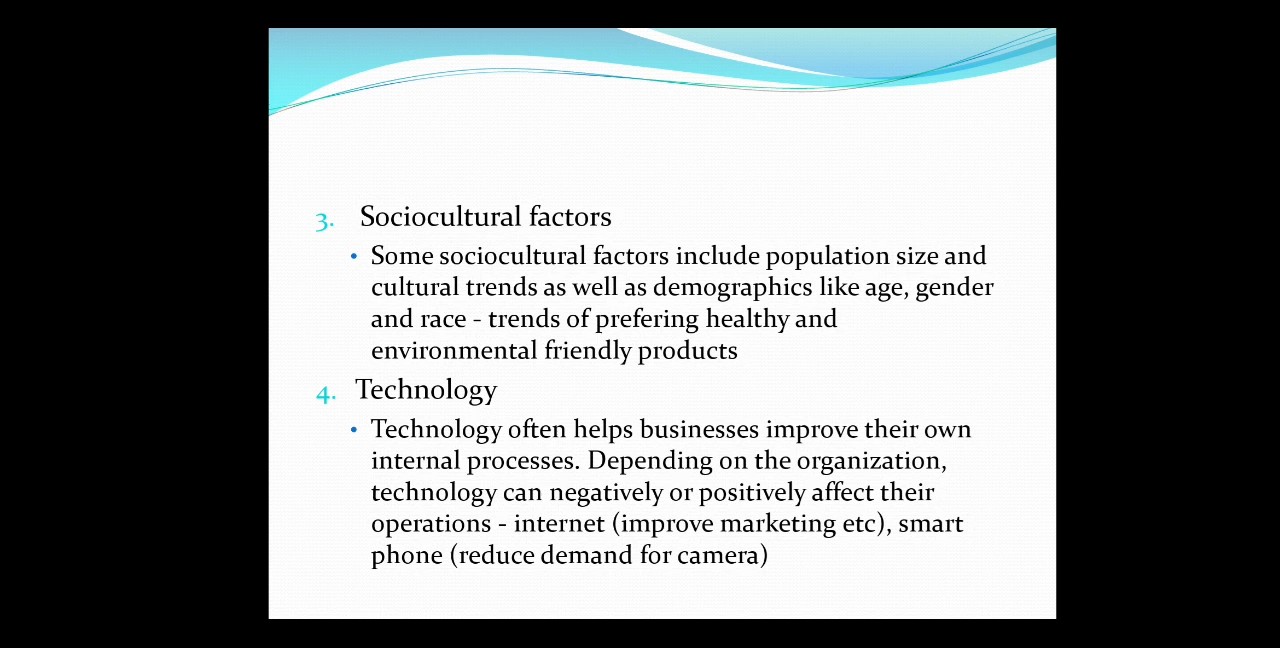 3. Sociocultural factors
• Some sociocultural factors include population size and
cultural trends as well as demographics like age, gender
and race - trends of prefering healthy and
environmental friendly products
4. Technology
• Technology often helps businesses improve their own
internal processes. Depending on the organization,
technology can negatively or positively affect their
operations - internet (improve marketing etc), smart
phone (reduce demand for camera)